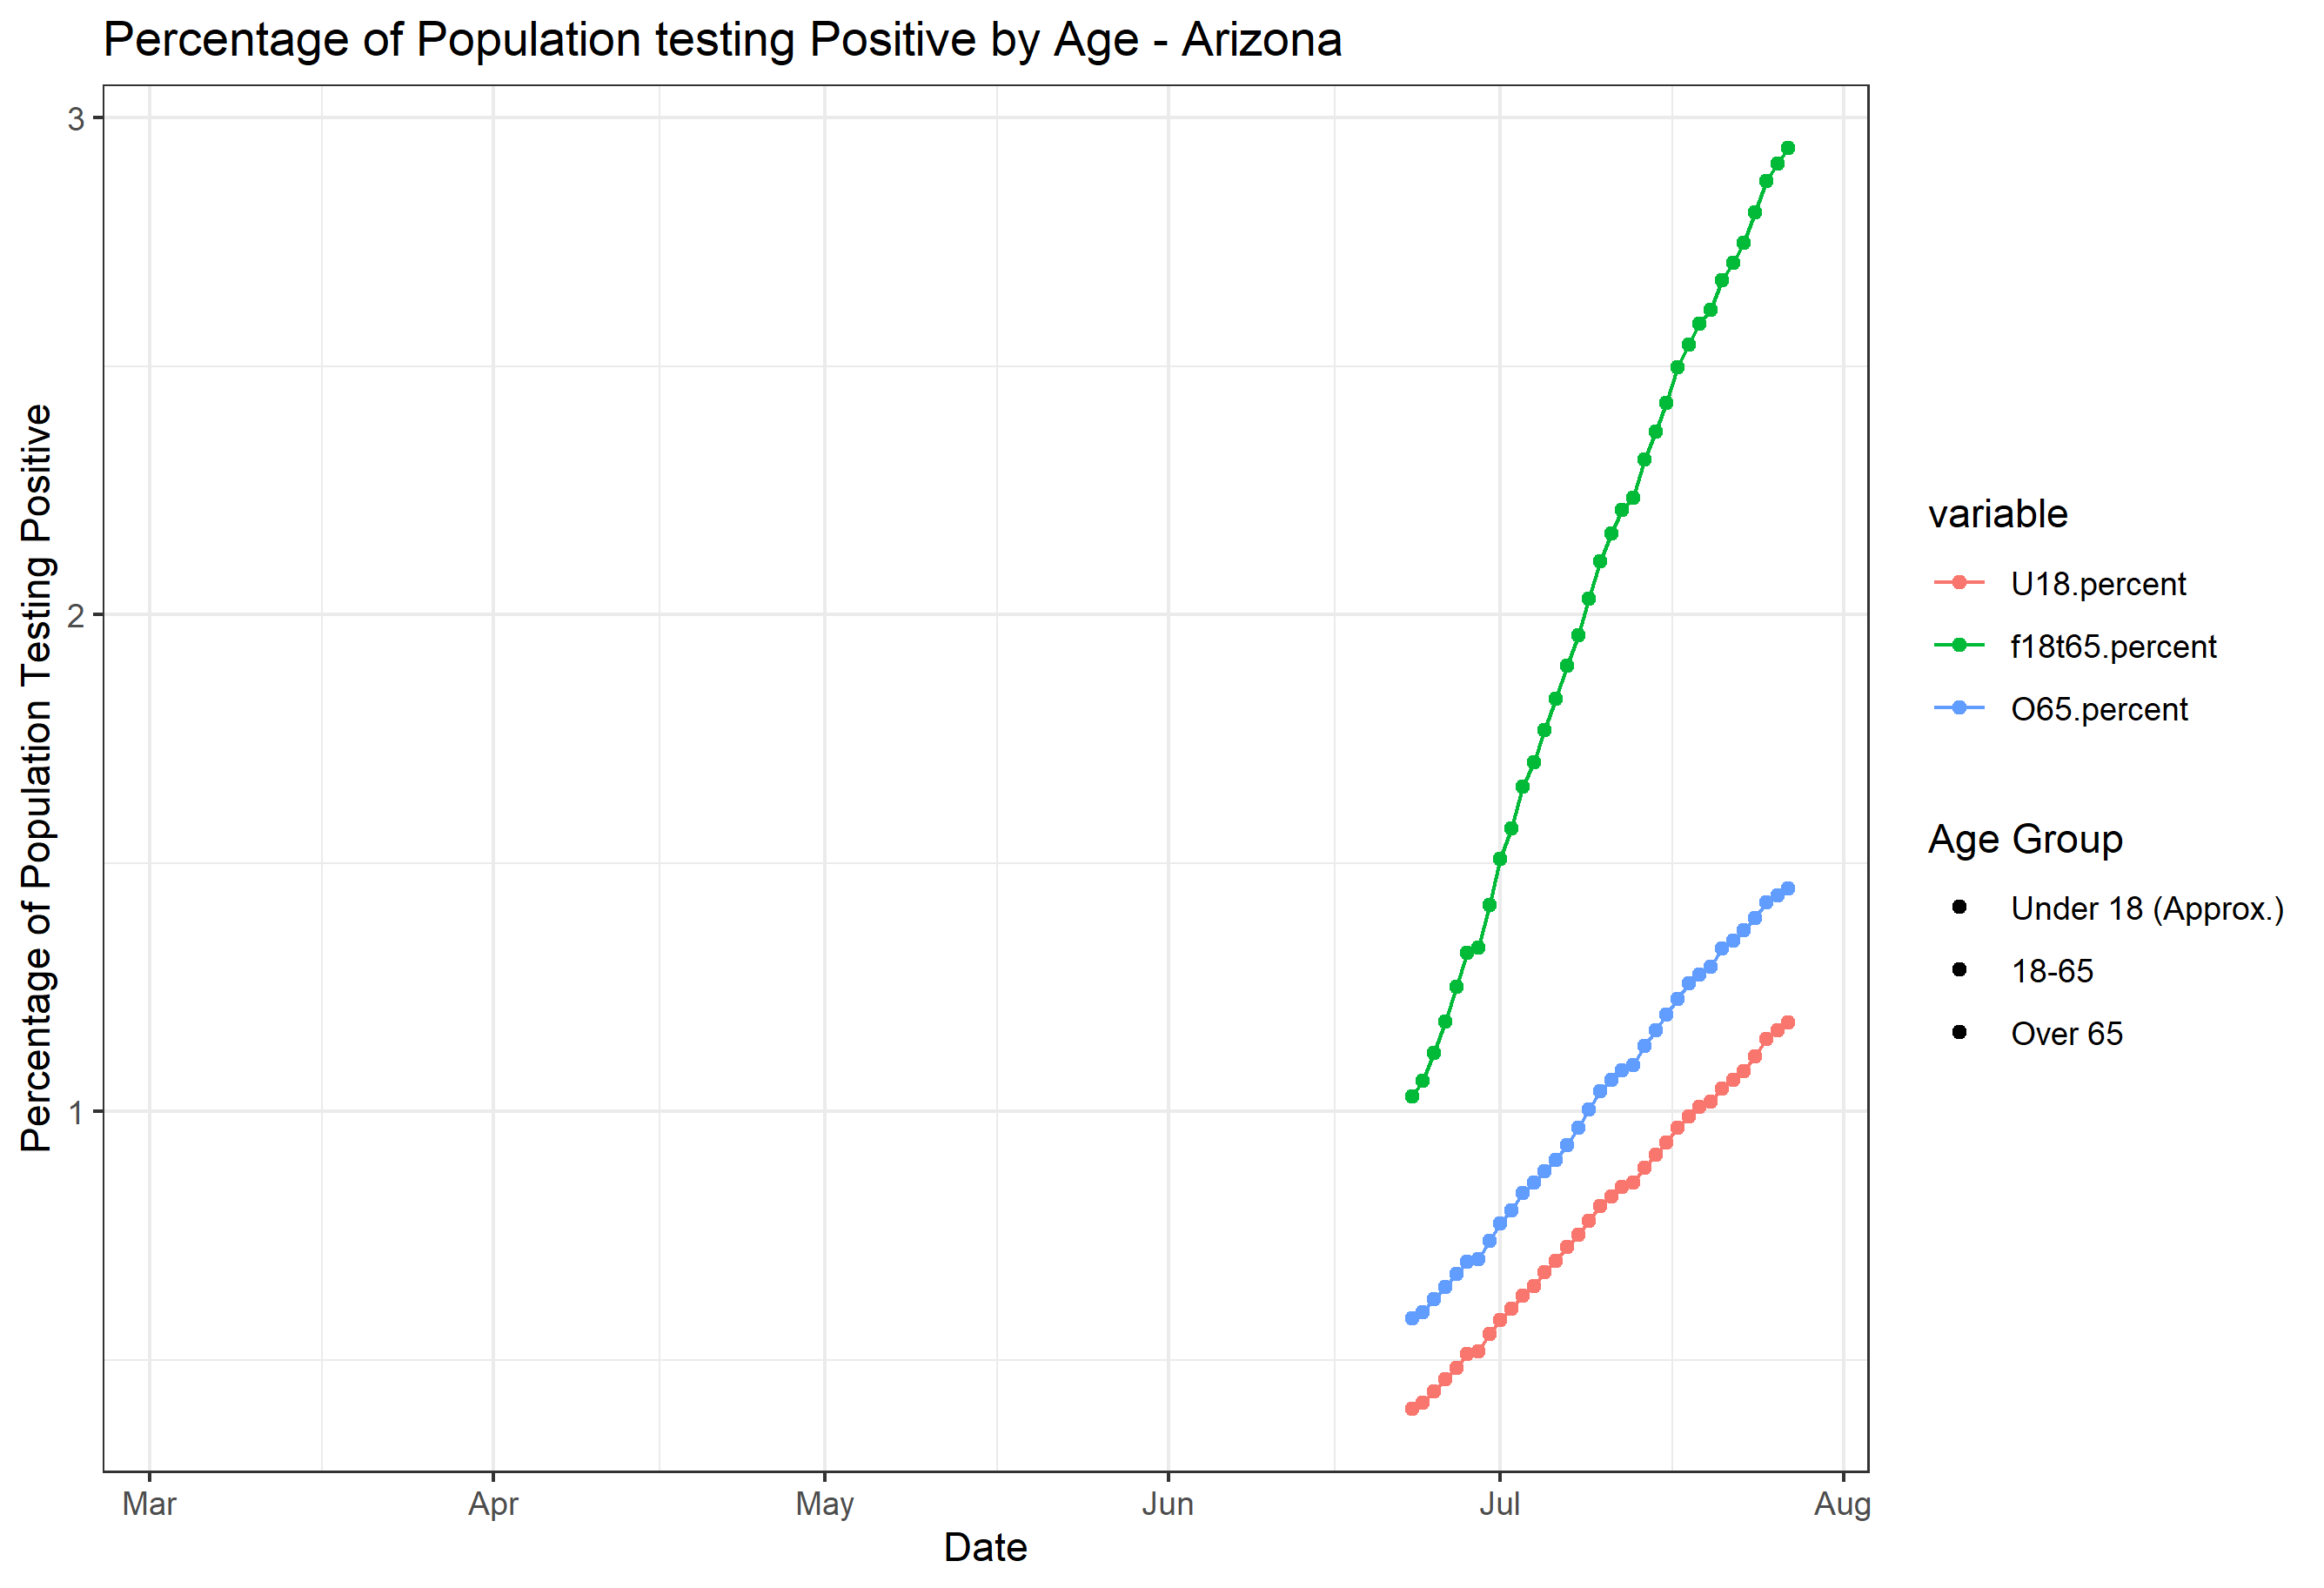 Percentage of Population testing Positive by Age - Arizona
Percentage of Population Testing Positive
3
2
1
Mar Apr May Jun Jul Aug
Date
variable
U18.percent
f18t65.percent
O65.percent
Age Group
Under 18 (Approx.)
18-65
Over 65